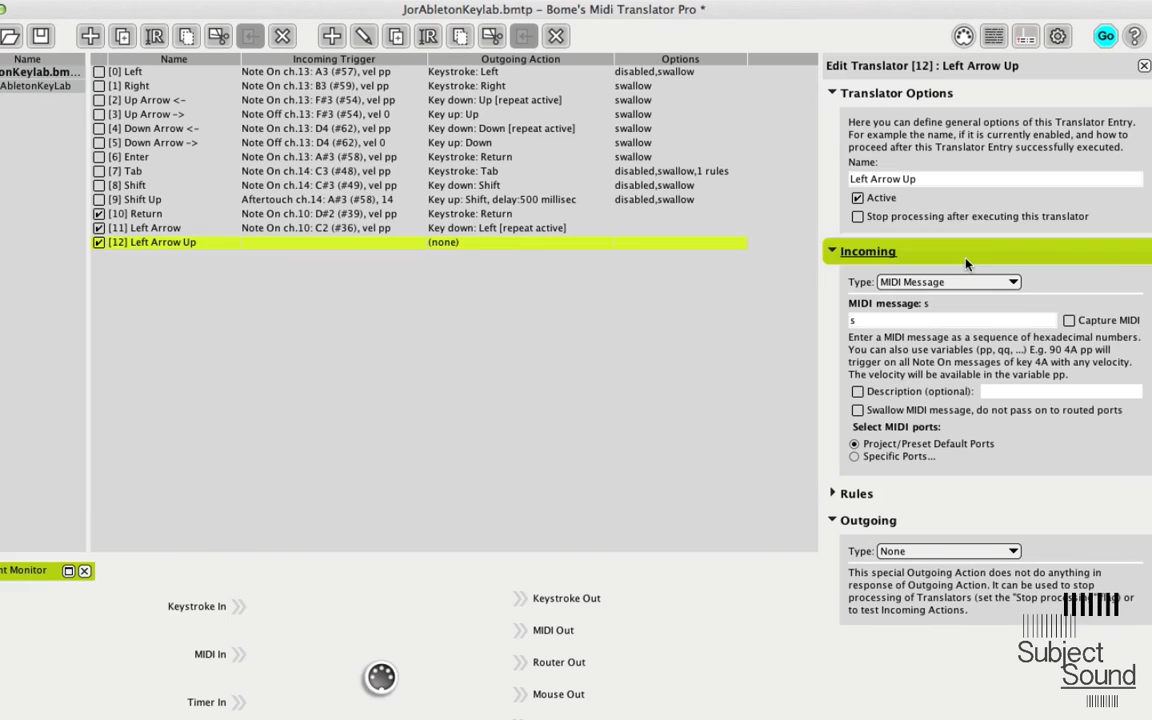 JorAbletonKeylab.bmtp – Bome's Midi Translator Pro *
Go
?
Name
Name Incoming Trigger Outgoing Action Options
onKeylab.bm...
AbletonKeyLab
[0] Left Note On ch.13: A3 (#57), vel pp Keystroke: Left disabled,swallow
[1] Right Note On ch.13: B3 (#59), vel pp Keystroke: Right swallow
[2] Up Arrow <- Note On ch.13: F#3 (#54), vel pp Key down: Up [repeat active] swallow
[3] Up Arrow -> Note Off ch.13: F#3 (#54), vel 0 Key up: Up swallow
[4] Down Arrow <- Note On ch.13: D4 (#62), vel pp Key down: Down [repeat active] swallow
[5] Down Arrow -> Note Off ch.13: D4 (#62), vel 0 Key up: Down swallow
[6] Enter Note On ch.13: A#3 (#58), vel pp Keystroke: Return swallow
[7] Tab Note On ch.14: C3 (#48), vel pp Keystroke: Tab disabled,swallow,1 rules
[8] Shift Note On ch.14: C#3 (#49), vel pp Key down: Shift disabled,swallow
[9] Shift Up Aftertouch ch.14: A#3 (#58), 14 Key up: Shift, delay:500 millisec disabled,swallow
[10] Return Note On ch.10: D#2 (#39), vel pp Keystroke: Return
[11] Left Arrow Note On ch.10: C2 (#36), vel pp Key down: Left [repeat active]
[12] Left Arrow Up (none)
Edit Translator [12] : Left Arrow Up
Translator Options
Here you can define general options of this Translator Entry.
For example the name, if it is currently enabled, and how to
proceed after this Translator Entry successfully executed.
Name:
Left Arrow Up
Active
Stop processing after executing this translator
Incoming
Type: MIDI Message
MIDI message: s
s Capture MIDI
Enter a MIDI message as a sequence of hexadecimal numbers.
You can also use variables (pp, qq, ...) E.g. 90 4A pp will
trigger on all Note On messages of key 4A with any velocity.
The velocity will be available in the variable pp.
Description (optional):
Swallow MIDI message, do not pass on to routed ports
Select MIDI ports:
Project/Preset Default Ports
Specific Ports...
Rules
Outgoing
Type: None
This special Outgoing Action does not do anything in
response of Outgoing Action. It can be used to stop
processing of Translators (set the "Stop flag) or
to test Incoming Actions.
nt Monitor
Keystroke In
MIDI In
Timer In
Keystroke Out
MIDI Out
Router Out
Mouse Out
Subject
Sound